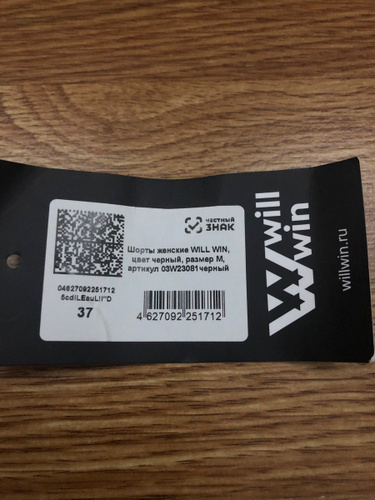 ЧЕСТНЫЙ
ЗНАК
Шорты женские WILL WIN,
цвет черный, размер M,
артикул 03W23081черный
04627092251712
37
4 627092 251712
Will
Win
willwin.ru